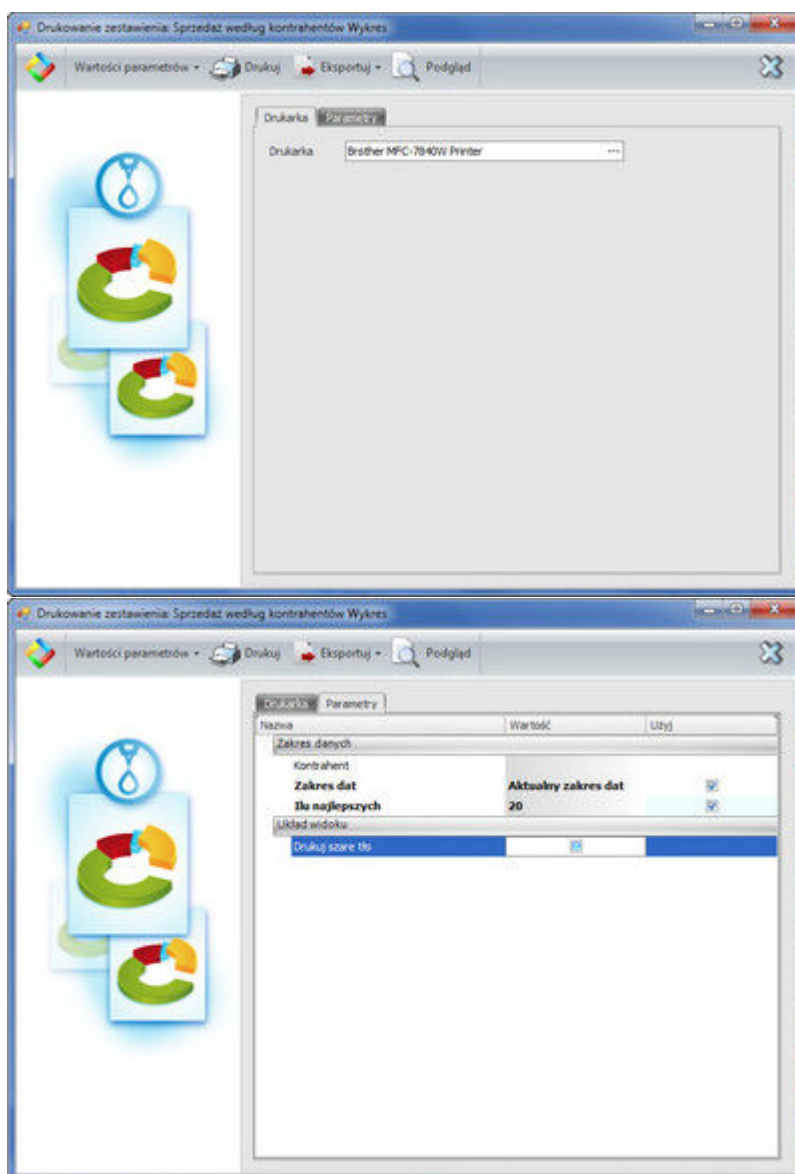 Drukowanie zestawienia: Sprzedaż według kontrahentów Wykres
Wartości parametrów Drukuj Eksportuj Podgląd
Drukarka Parametry
Drukarka Brother MFC-7840W Printer ...
Drukowanie zestawienia: Sprzedaż według kontrahentów Wykres
Wartości parametrów Drukuj Eksportuj Podgląd
Drukarka Parametry
Nazwa Wartość Użyj
Zakres danych
Kontrahent
Zakres dat Aktualny zakres dat
Ilu najlepszych 20
Układ widoku
Drukuj szare tło